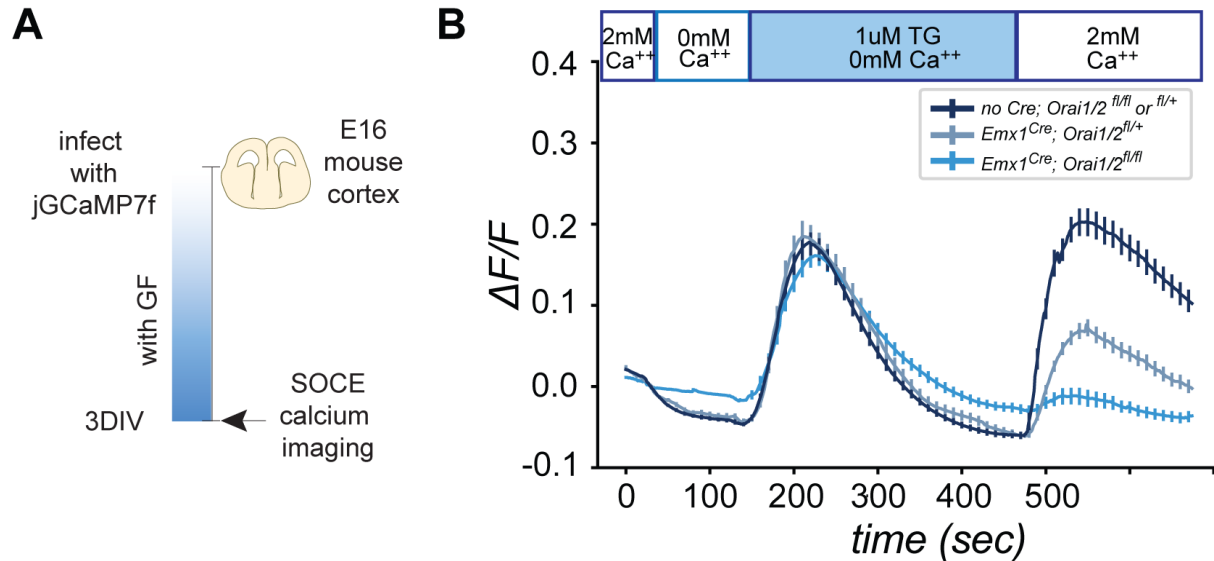 A
infect
with
jGCaMP7f
E16
mouse
cortex
with GF
3DIV
SOCE
calcium
imaging
B
2mM
Ca++
0mM
Ca++
1uM TG
0mM Ca++
2mM
Ca++
no Cre; Orai1/2 fl/fl or fl/+
Emx1Cre; Orai1/2fl/+
Emx1Cre; Orai1/2fl/fl
0.4
0.3
0.2
0.1
0.0
-0.1
ΔF/F
0 100 200 300 400 500
time (sec)